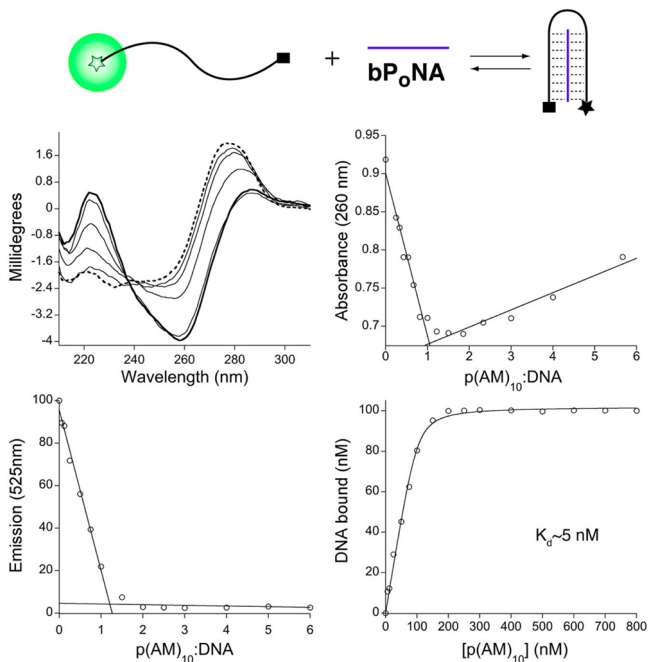 +
bPₒNA
1.6
0.8
0
-0.8
-1.6
-2.4
-3.2
-4
Millidegrees
220 240 260 280 300
Wavelength (nm)
0.95
0.9
0.85
0.8
0.75
0.7
Absorbance (260 nm)
0 1 2 3 4 5 6
p(AM)₁₀:DNA
100
80
60
40
20
0
Emission (525nm)
0 1 2 3 4 5 6
p(AM)₁₀:DNA
100
80
60
40
20
0
DNA bound (nM)
K_d~5 nM
0 100 200 300 400 500 600 700 800
[p(AM)₁₀] (nM)